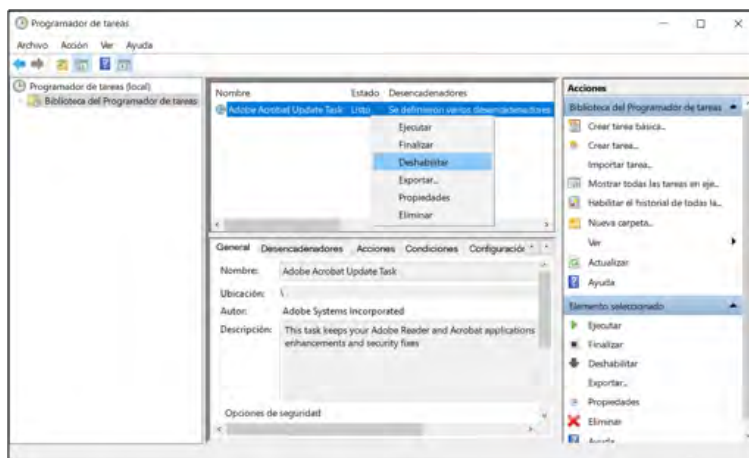 Programador de tareas
Archivo Acción Ver Ayuda
Programador de tareas (local)
Biblioteca del Programador de tareas
Nombre Estado Desencadenadores
Adobe Acrobat Update Task Listo Se definieron varios desencadenadores
Ejecutar
Finalizar
Deshabilitar
Exportar...
Propiedades
Eliminar
General Desencadenadores Acciones Condiciones Configuración
Nombre: Adobe Acrobat Update Task
Ubicación: \
Autor: Adobe Systems Incorporated
Descripción: This task keeps your Adobe Reader and Acrobat applications
enhancements and security fixes
Opciones de seguridad
Acciones
Biblioteca del Programador de tareas
Crear tarea básica...
Crear tarea...
Importar tarea...
Mostrar todas las tareas en eje...
Habilitar el historial de todas la...
Nueva carpeta...
Ver
Actualizar
Ayuda
Elemento seleccionado
Ejecutar
Finalizar
Deshabilitar
Exportar...
Propiedades
Eliminar
Ayuda